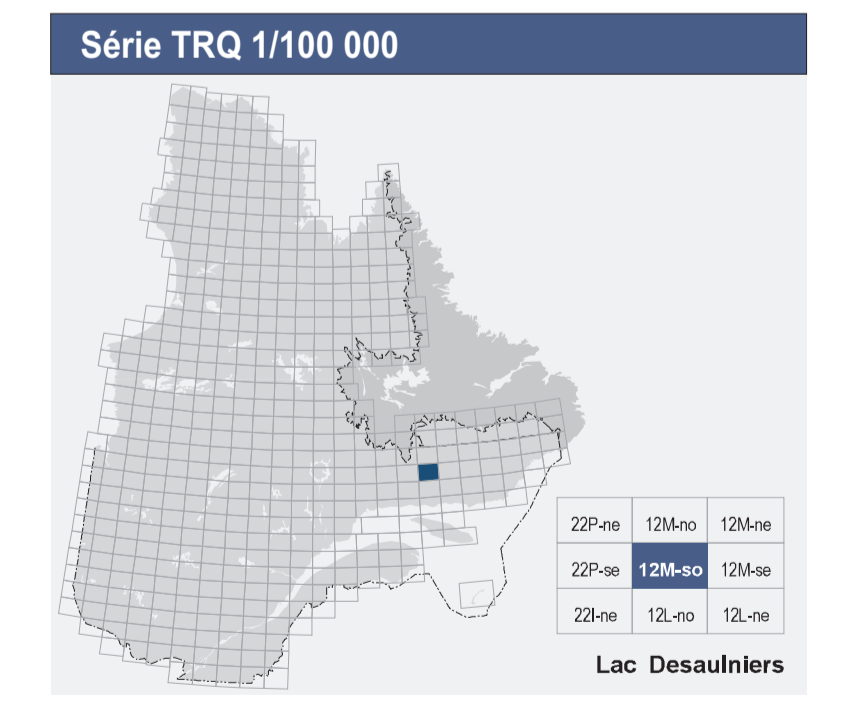 Série TRQ 1/100 000
22P-ne 12M-no 12M-ne
22P-se 12M-so 12M-se
22I-ne 12L-no 12L-ne
Lac Desaulniers